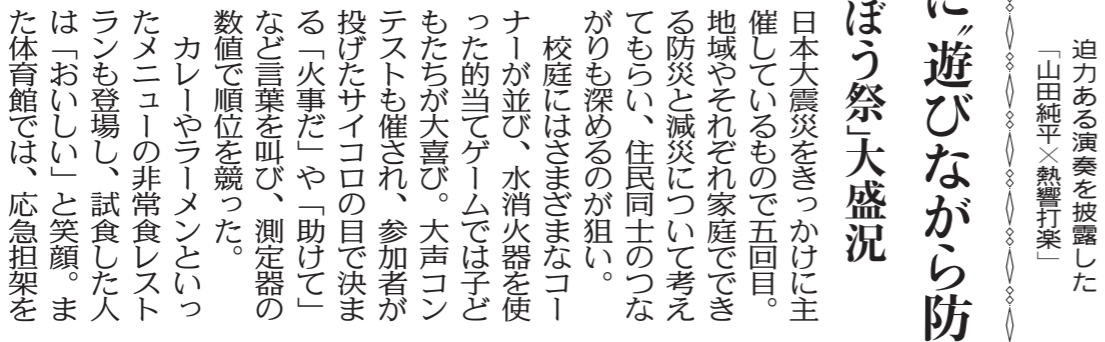 迫力ある演奏を披露した
「山田純平×熱響打楽」
に〝遊びながら防
ぼう祭」大盛況
日本大震災をきっかけに主
催しているもので五回目。
地域やそれぞれ家庭ででき
る防災と減災について考え
てもらい、住民同士のつな
がりも深めるのが狙い。
校庭にはさまざまなコー
ナーが並び、水消火器を使
った的当てゲームでは子ど
もたちが大喜び。大声コン
テストも催され、参加者が
投げたサイコロの目で決ま
る「火事だ」や「助けて」
など言葉を叫び、測定器の
数値で順位を競った。
カレーやラーメンといっ
たメニューの非常食レスト
ランも登場し、試食した人
は「おいしい」と笑顔。ま
た体育館では、応急担架を